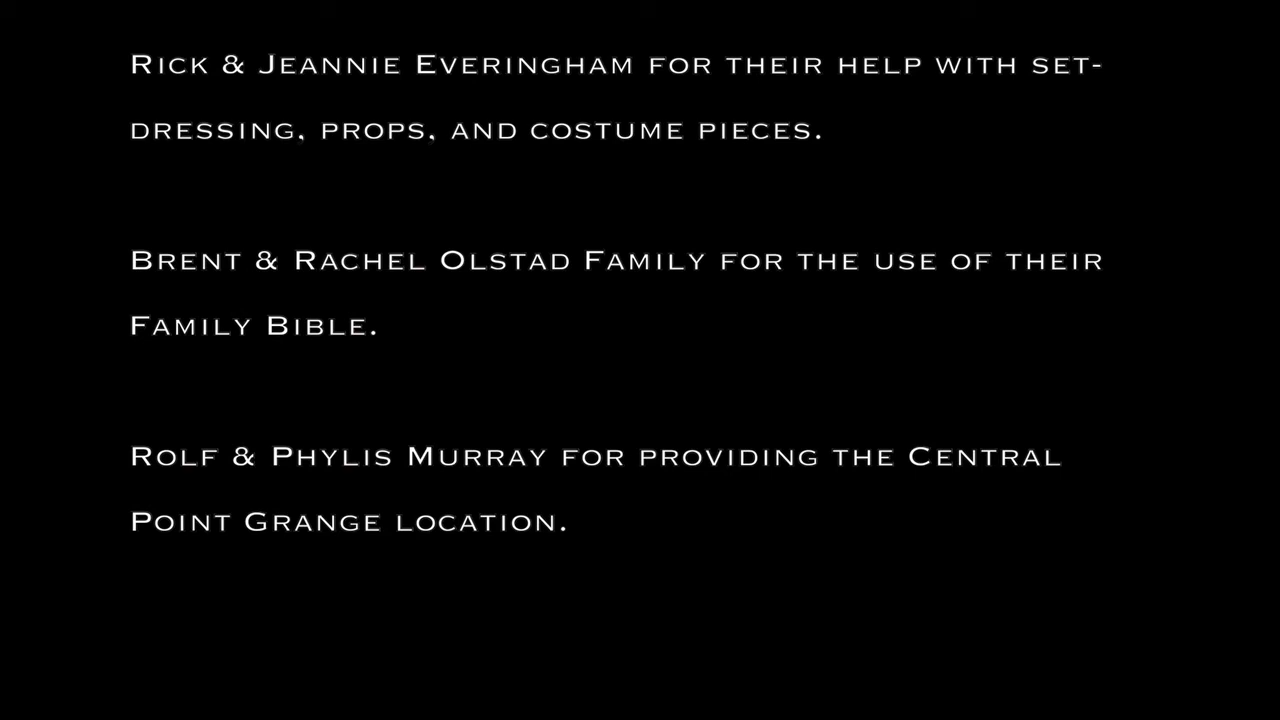 Rick & Jeannie Everingham for their help with set-
dressing, props, and costume pieces.
Brent & Rachel Olstad Family for the use of their
Family Bible.
Rolf & Phylis Murray for providing the Central
Point Grange location.